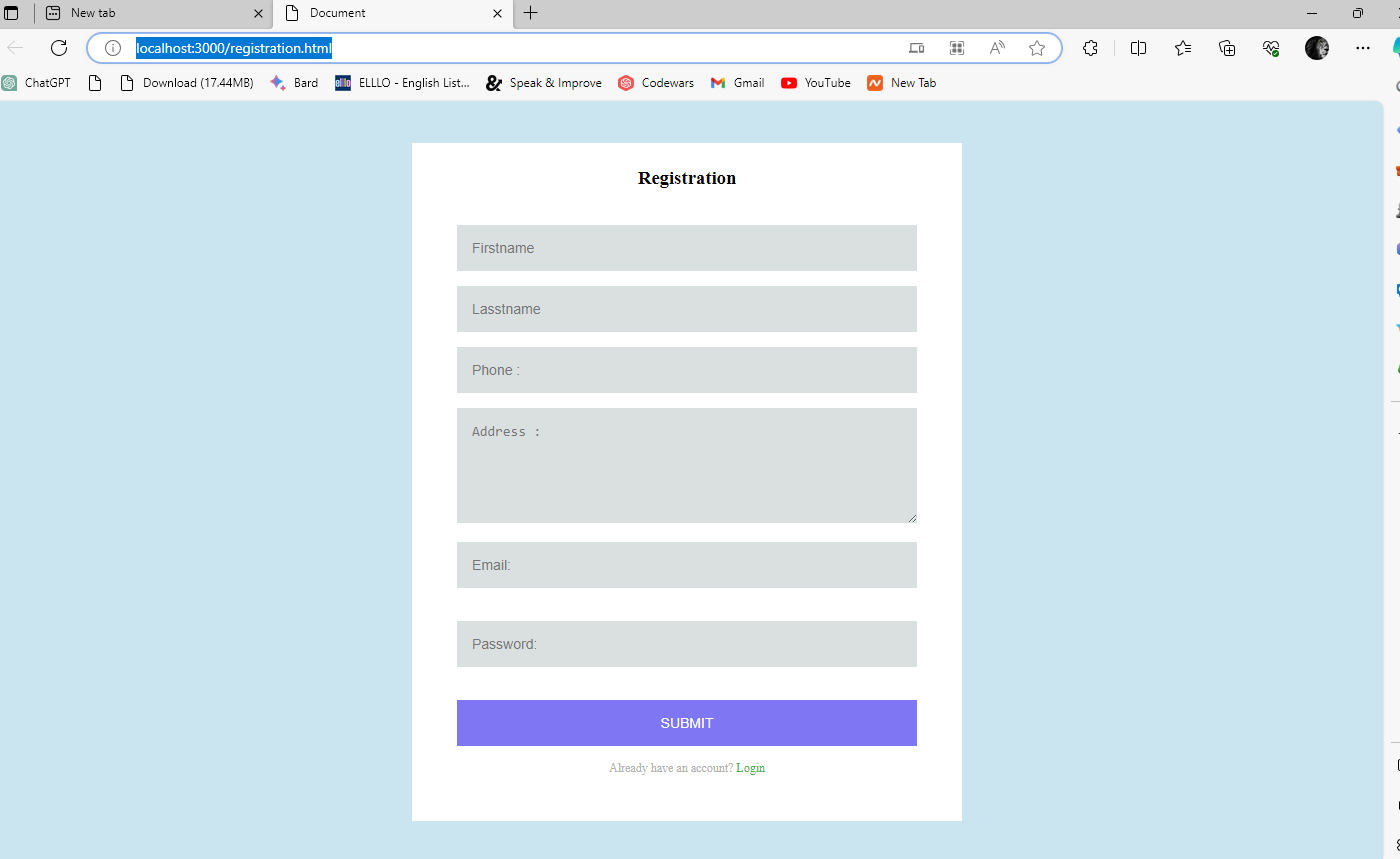 New tab
Document
localhost:3000/registration.html
ChatGPT
Download (17.44MB)
Bard
elllo
ELLLO - English List...
Speak & Improve
Codewars
Gmail
YouTube
New Tab
Registration
Firstname
Lasstname
Phone :
Address :
Email:
Password:
SUBMIT
Already have an account? Login